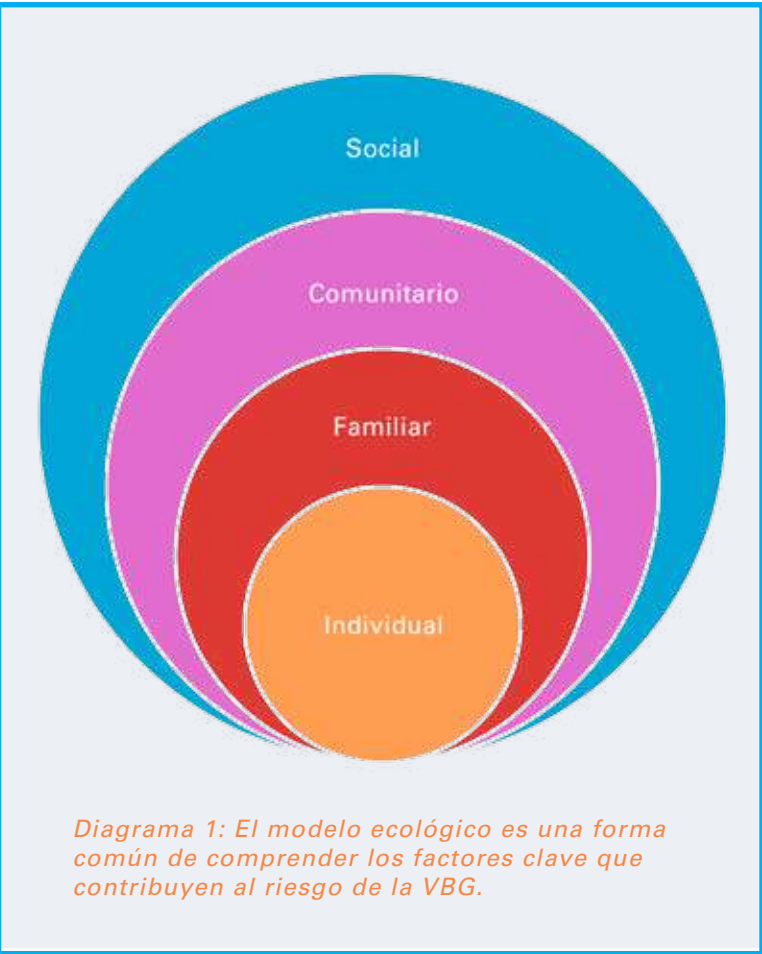 Social
Comunitario
Familiar
Individual
Diagrama 1: El modelo ecológico es una forma
común de comprender los factores clave que
contribuyen al riesgo de la VBG.